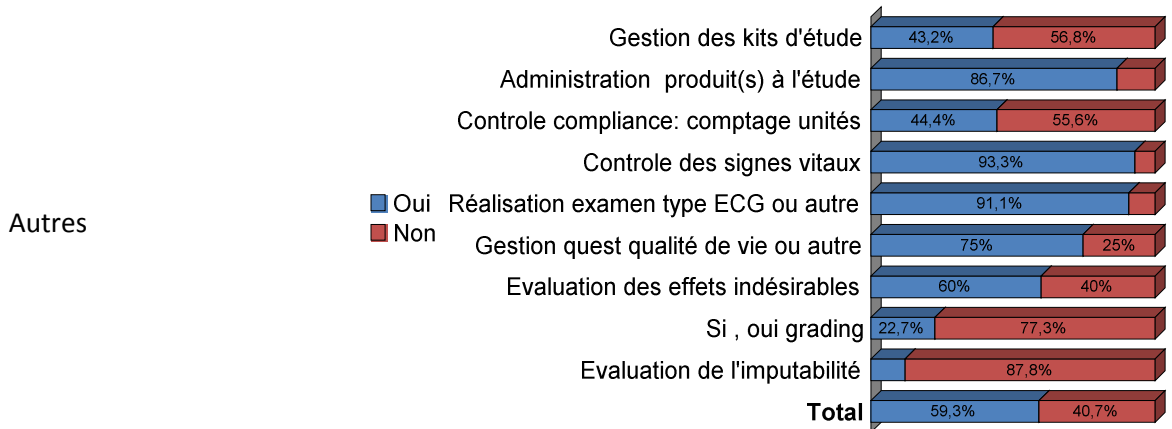 Gestion des kits d'étude 43,2% 56,8%
Administration produit(s) à l'étude 86,7%
Controle compliance: comptage unités 44,4% 55,6%
Controle des signes vitaux 93,3%
Autres
Oui
Non
Réalisation examen type ECG ou autre 91,1%
Gestion quest qualité de vie ou autre 75% 25%
Evaluation des effets indésirables 60% 40%
Si , oui grading 22,7% 77,3%
Evaluation de l'imputabilité 87,8%
Total 59,3% 40,7%